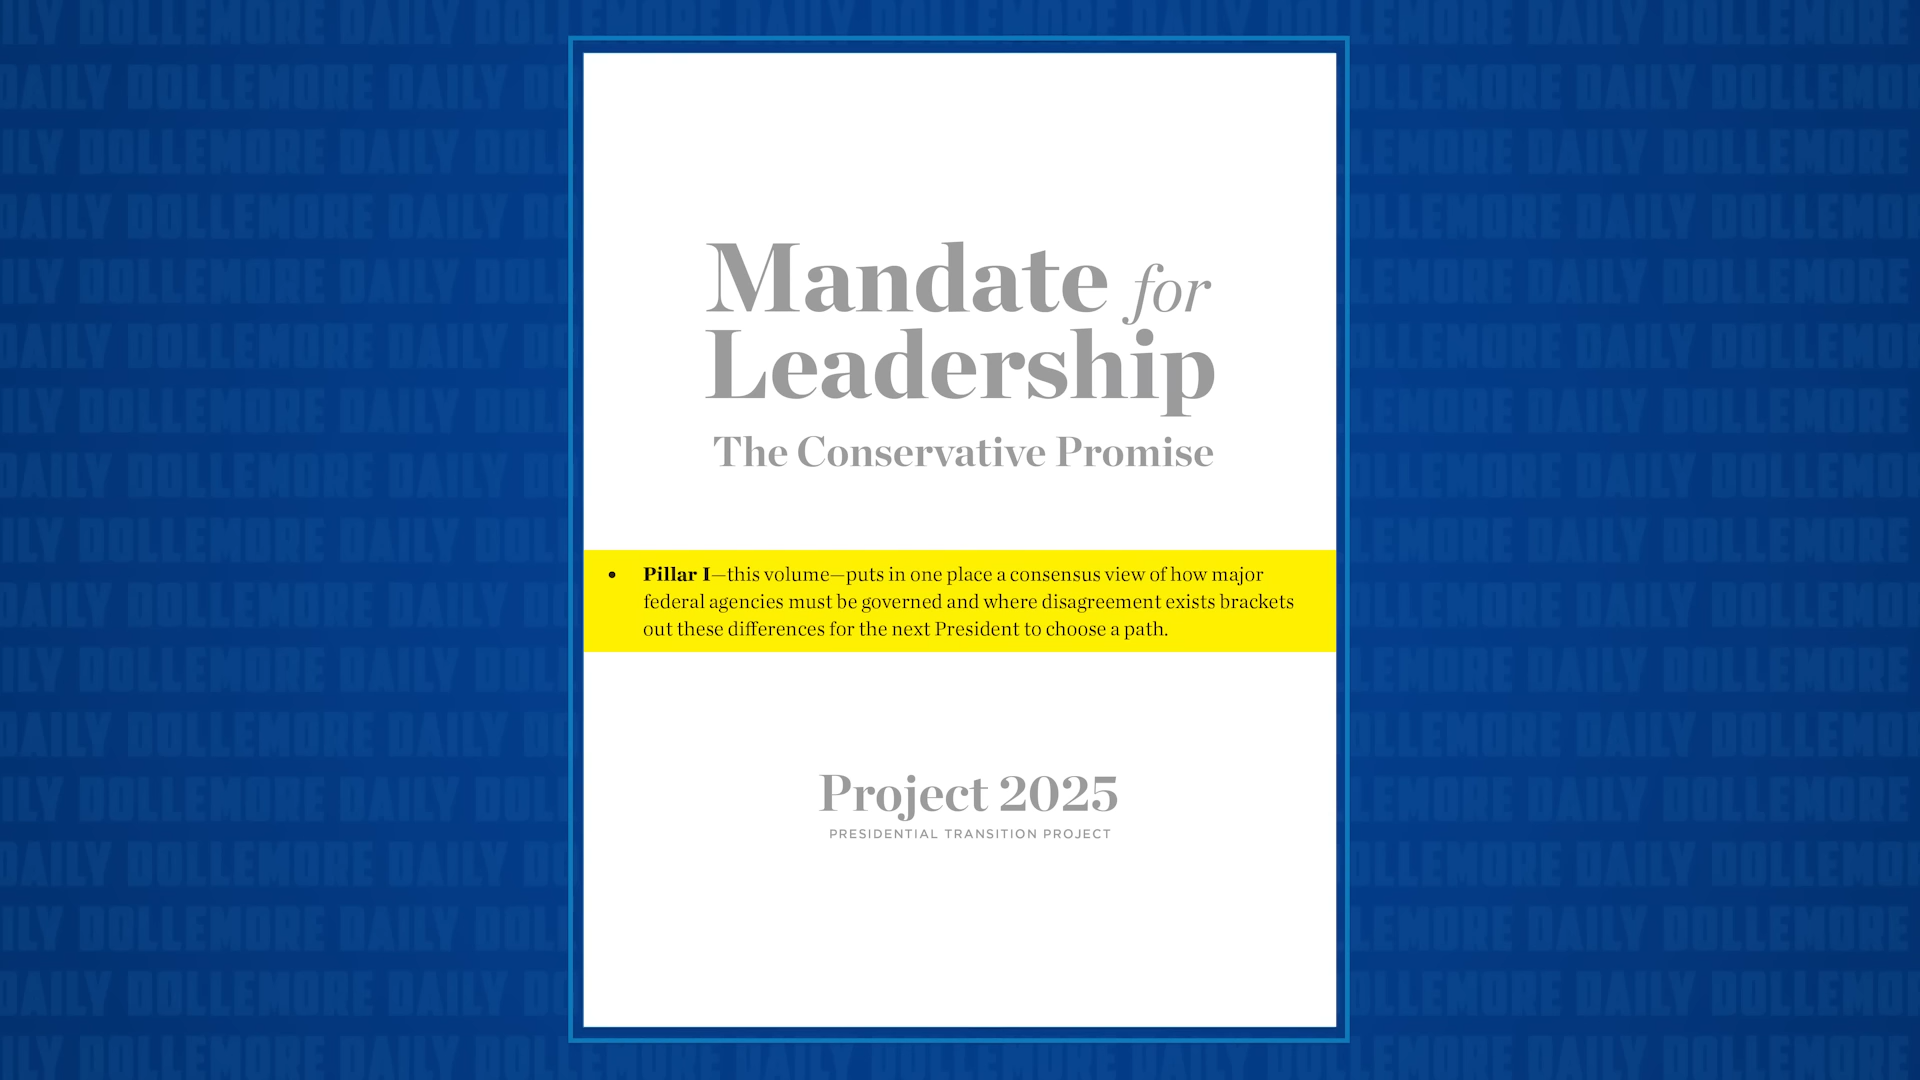 Mandate for
Leadership
The Conservative Promise
• Pillar I—this volume—puts in one place a consensus view of how major
federal agencies must be governed and where disagreement exists brackets
out these differences for the next President to choose a path.
Project 2025
PRESIDENTIAL TRANSITION PROJECT
DAILY DOLLEMORE